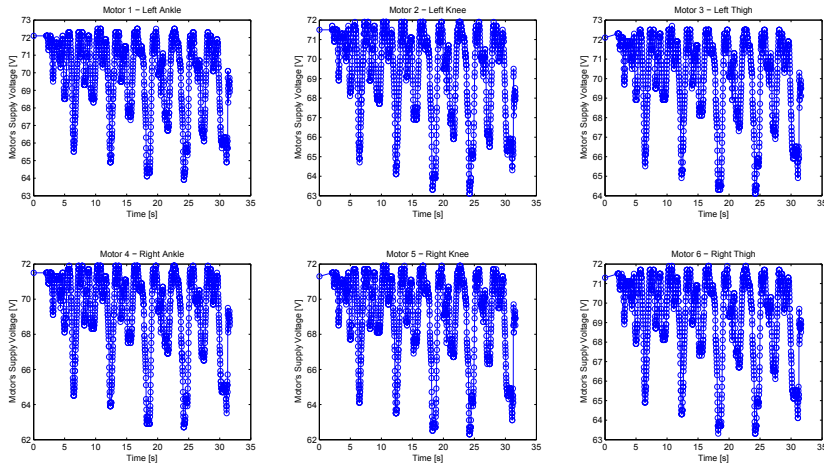 Motor 1 − Left Ankle
Motor's Supply Voltage [V]
73
72
71
70
69
68
67
66
65
64
63
0 5 10 15 20 25 30 35
Time [s]
Motor 2 − Left Knee
Motor's Supply Voltage [V]
72
71
70
69
68
67
66
65
64
63
0 5 10 15 20 25 30 35
Time [s]
Motor 3 − Left Thigh
Motor's Supply Voltage [V]
73
72
71
70
69
68
67
66
65
64
0 5 10 15 20 25 30 35
Time [s]
Motor 4 − Right Ankle
Motor's Supply Voltage [V]
72
70
68
66
64
62
0 5 10 15 20 25 30 35
Time [s]
Motor 5 − Right Knee
Motor's Supply Voltage [V]
72
70
68
66
64
62
0 5 10 15 20 25 30 35
Time [s]
Motor 6 − Right Thigh
Motor's Supply Voltage [V]
72
71
70
69
68
67
66
65
64
63
0 5 10 15 20 25 30 35
Time [s]